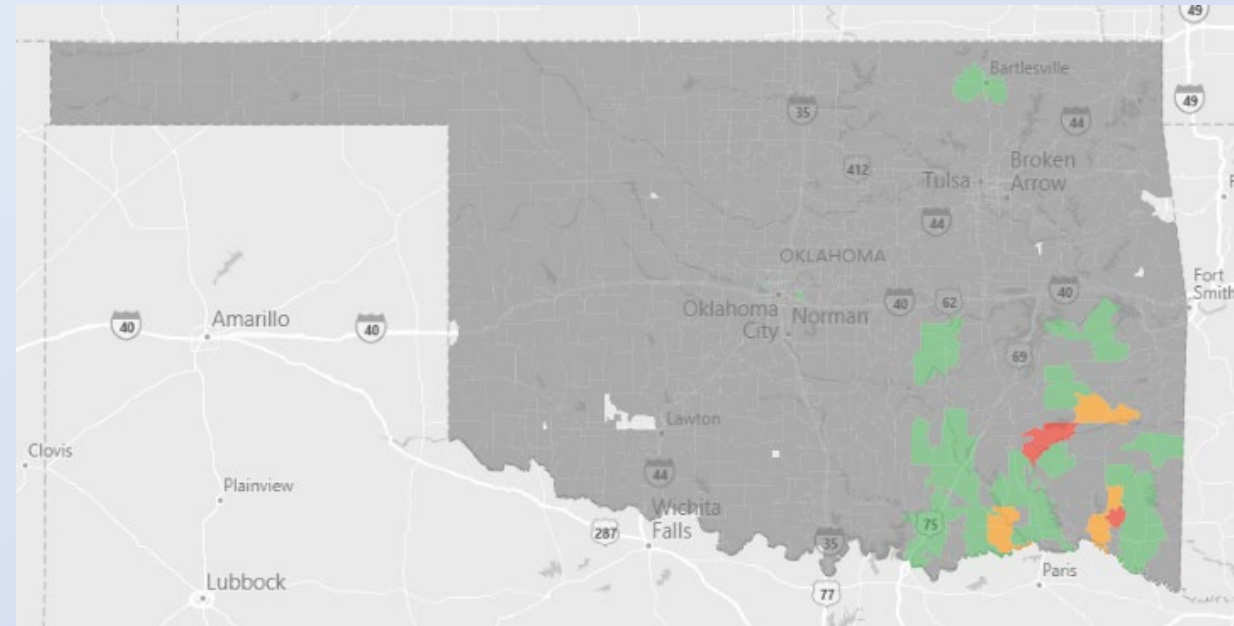 49
Bartlesville
49
35
44
412
Broken
Arrow
Tulsa
44
OKLAHOMA
Fort
Smith
40
Amarillo
40
Oklahoma
City
Norman
40
62
40
69
Lawton
Clovis
44
Plainview
Wichita
Falls
287
75
35
Lubbock
77
Paris